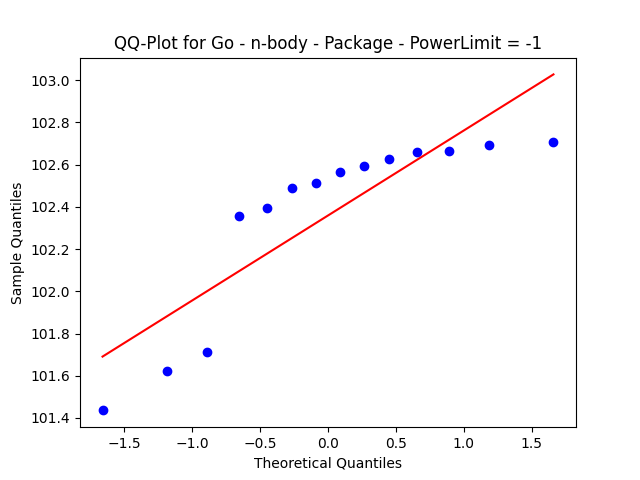 QQ-Plot for Go - n-body - Package - PowerLimit = -1
103.0
102.8
102.6
102.4
102.2
102.0
101.8
101.6
101.4
Sample Quantiles
−1.5 −1.0 −0.5 0.0 0.5 1.0 1.5
Theoretical Quantiles